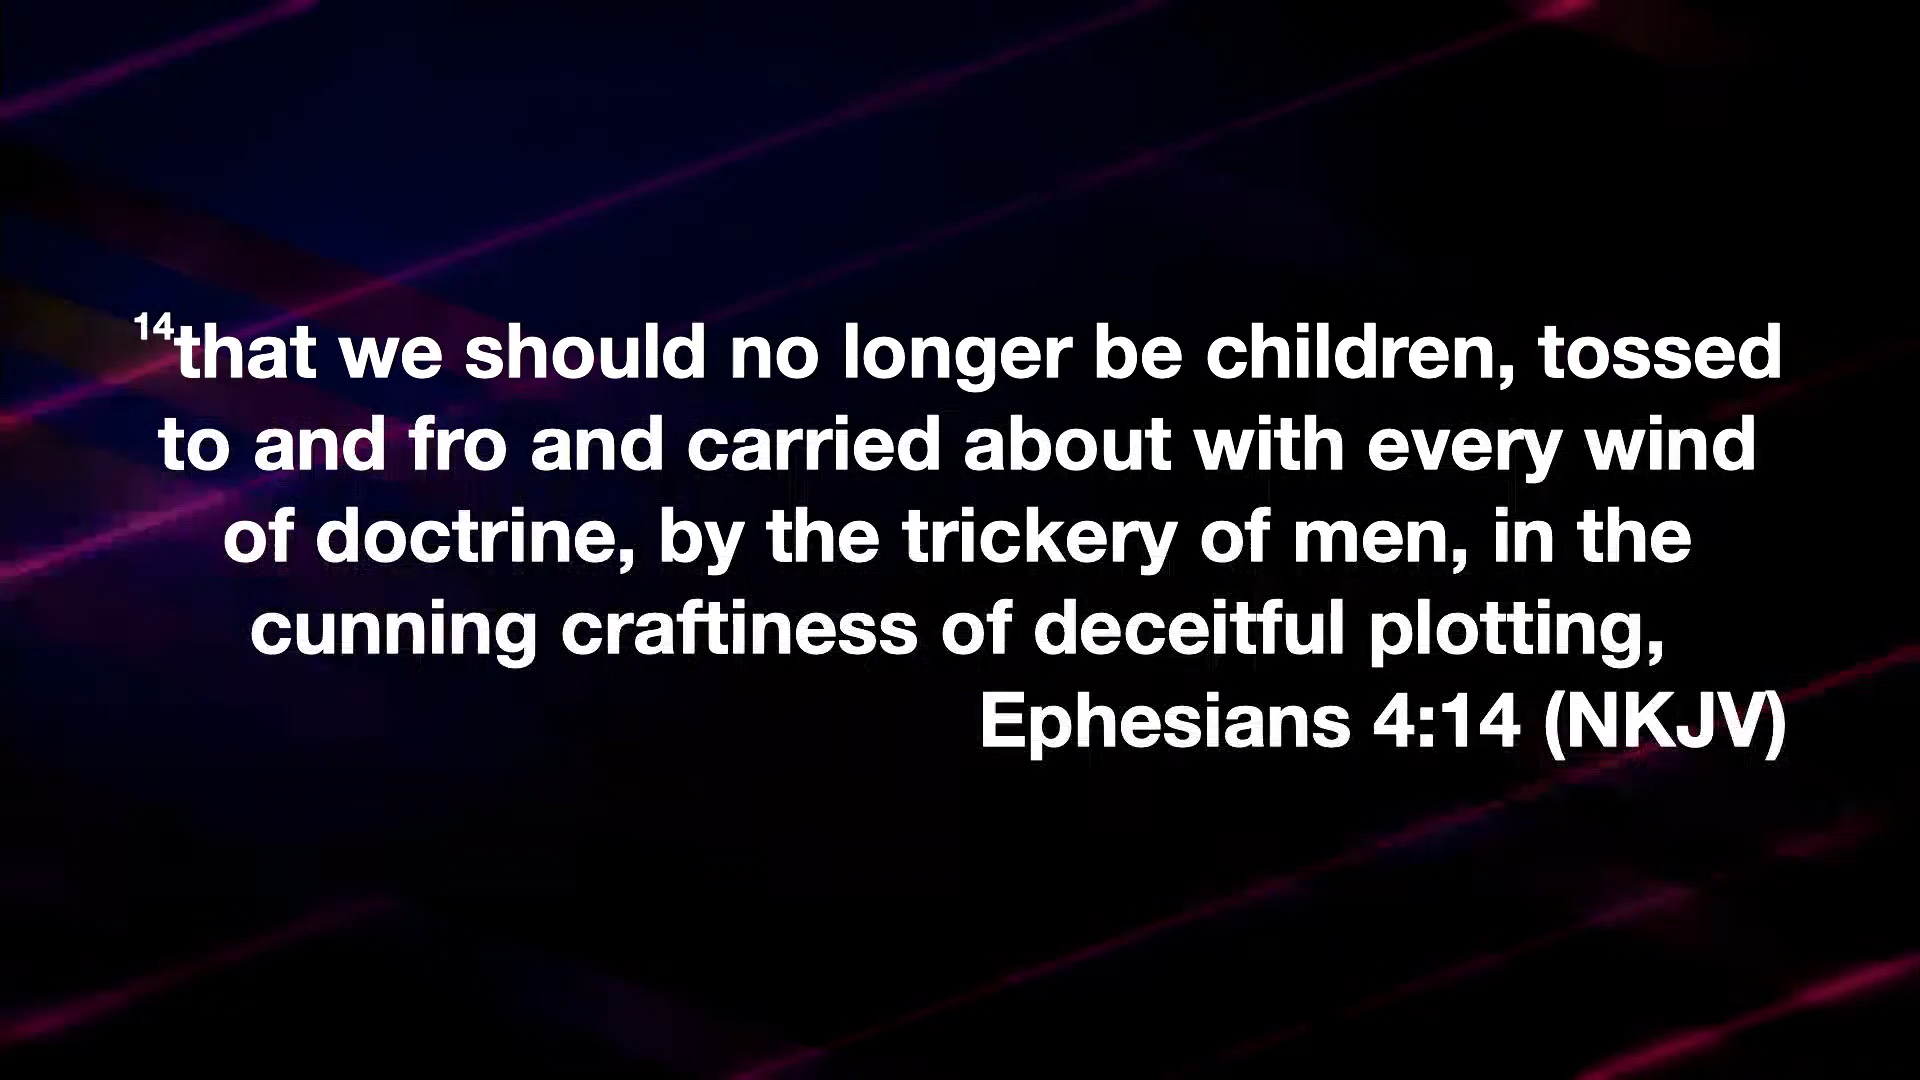 14that we should no longer be children, tossed
to and fro and carried about with every wind
of doctrine, by the trickery of men, in the
cunning craftiness of deceitful plotting,
Ephesians 4:14 (NKJV)